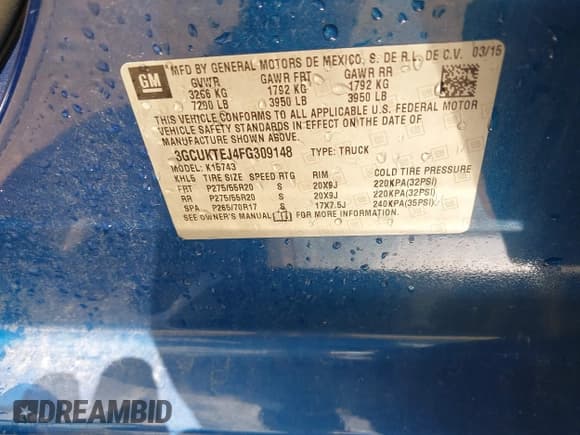 GM MFD BY GENERAL MOTORS DE MEXICO, S. DE R.L. DE C.V. 03/15
GVWR GAWR FRT GAWR RR
3266 KG 1792 KG 1792 KG
7200 LB 3950 LB 3950 LB
THIS VEHICLE CONFORMS TO ALL APPLICABLE U.S. FEDERAL MOTOR
VEHICLE SAFETY STANDARDS IN EFFECT ON THE DATE OF
MANUFACTURE SHOWN ABOVE.
3GCUKTEJ4FG309148 TYPE: TRUCK
MODEL: K15743
KHL5 TIRE SIZE SPEED RTG RIM COLD TIRE PRESSURE
FRT P275/55R20 S 20X9J 220KPA(32PSI)
RR P275/55R20 S 20X9J 220KPA(32PSI)
SPA P265/70R17 S 17X7.5J 240KPA(35PSI)
SEE OWNER'S MANUAL
DREAMBID